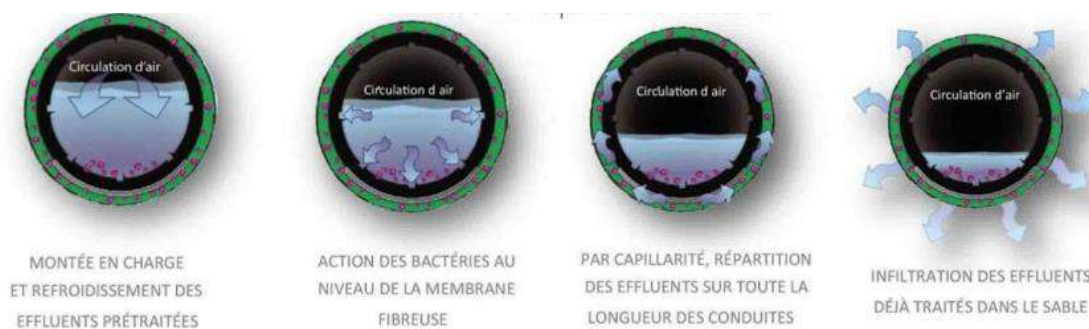 Circulation d'air
Circulation d air
Circulation d air
Circulation d'air
MONTÉE EN CHARGE
ET REFROIDISSEMENT DES
EFFLUENTS PRÉTRAITÉES
ACTION DES BACTÉRIES AU
NIVEAU DE LA MEMBRANE
FIBREUSE
PAR CAPILLARITÉ, RÉPARTITION
DES EFFLUENTS SUR TOUTE LA
LONGUEUR DES CONDUITES
INFILTRATION DES EFFLUENTS
DÉJÀ TRAITÉS DANS LE SABLE